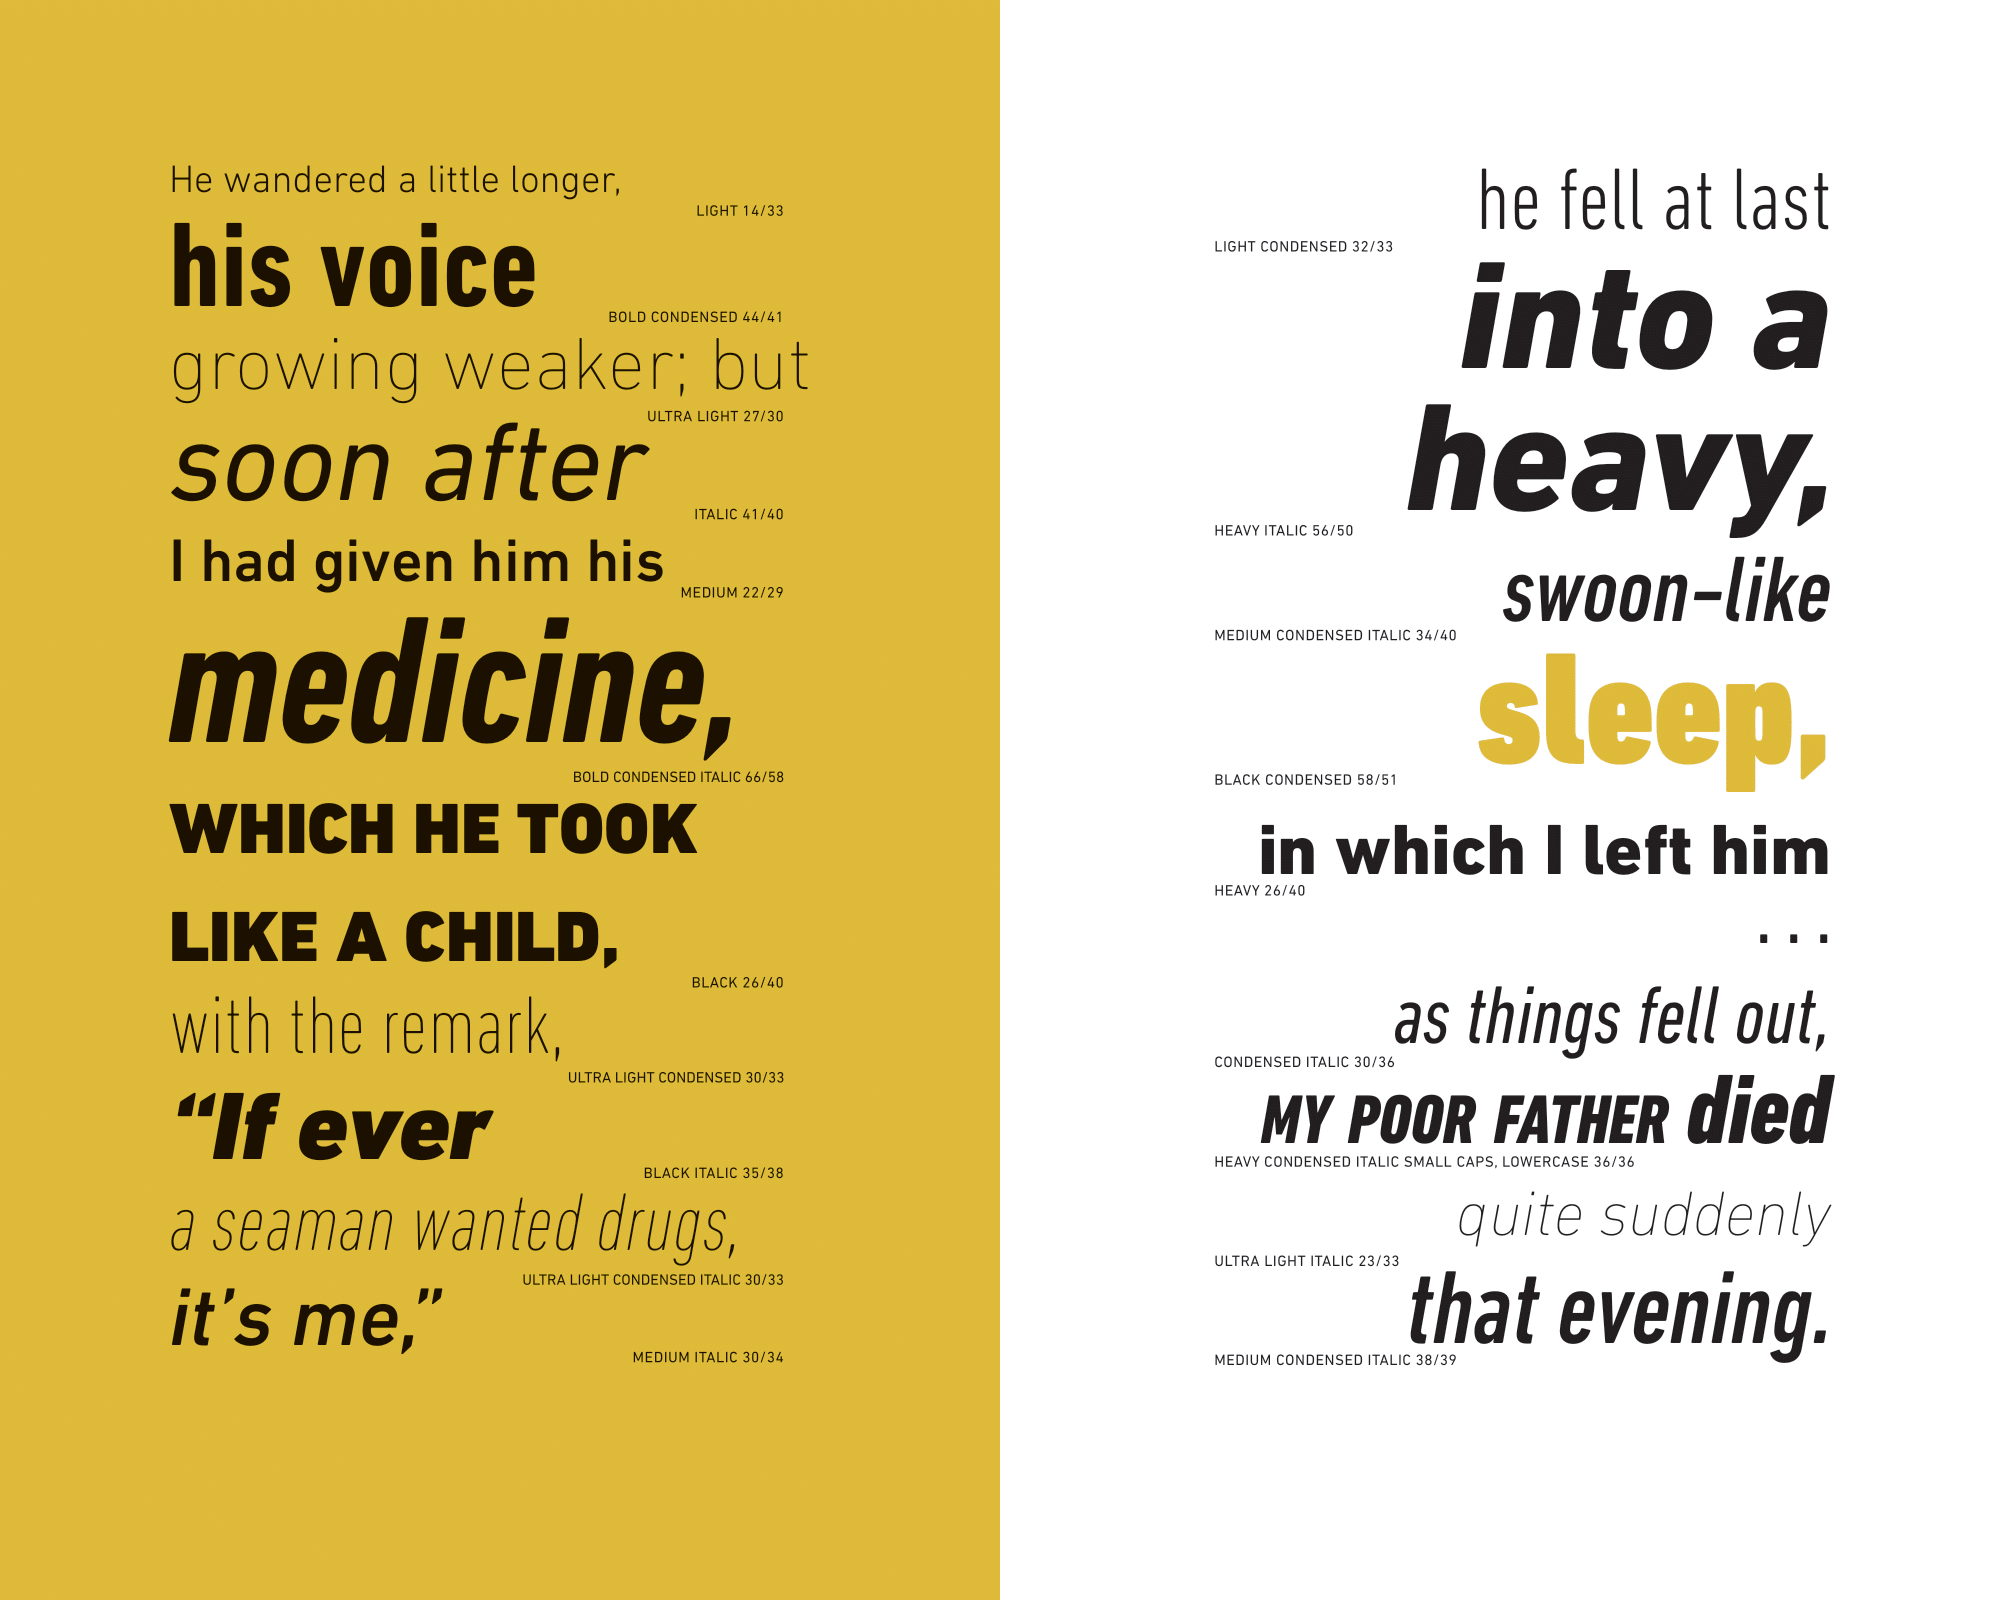 He wandered a little longer,
LIGHT 14/33
his voice
BOLD CONDENSED 44/41
growing weaker; but
ULTRA LIGHT 27/30
soon after
ITALIC 41/40
I had given him his
MEDIUM 22/29
medicine,
BOLD CONDENSED ITALIC 66/58
WHICH HE TOOK
LIKE A CHILD,
BLACK 26/40
with the remark,
ULTRA LIGHT CONDENSED 30/33
“If ever
BLACK ITALIC 35/38
a seaman wanted drugs,
ULTRA LIGHT CONDENSED ITALIC 30/33
it’s me,”
MEDIUM ITALIC 30/34
he fell at last
LIGHT CONDENSED 32/33
into a
heavy,
HEAVY ITALIC 56/50
swoon-like
MEDIUM CONDENSED ITALIC 34/40
sleep,
BLACK CONDENSED 58/51
in which I left him
HEAVY 26/40
. . .
as things fell out,
CONDENSED ITALIC 30/36
MY POOR FATHER died
HEAVY CONDENSED ITALIC SMALL CAPS, LOWERCASE 36/36
quite suddenly
ULTRA LIGHT ITALIC 23/33
that evening.
MEDIUM CONDENSED ITALIC 38/39